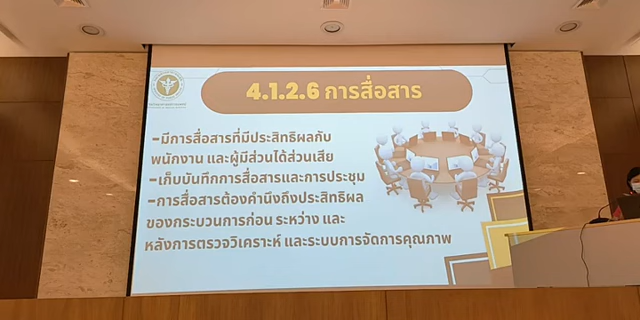 4.1.2.6 การสื่อสาร
-มีการสื่อสารที่มีประสิทธิผลกับ
พนักงาน และผู้มีส่วนได้ส่วนเสีย
-เก็บบันทึกการสื่อสารและการประชุม
-การสื่อสารต้องคำนึงถึงประสิทธิผล
ของกระบวนการก่อน ระหว่าง และ
หลังการตรวจวิเคราะห์ และระบบการจัดการคุณภาพ